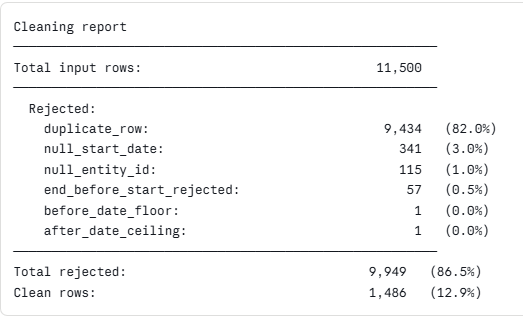 Cleaning report
Total input rows: 11,500
Rejected:
duplicate_row: 9,434 (82.0%)
null_start_date: 341 (3.0%)
null_entity_id: 115 (1.0%)
end_before_start_rejected: 57 (0.5%)
before_date_floor: 1 (0.0%)
after_date_ceiling: 1 (0.0%)
Total rejected: 9,949 (86.5%)
Clean rows: 1,486 (12.9%)